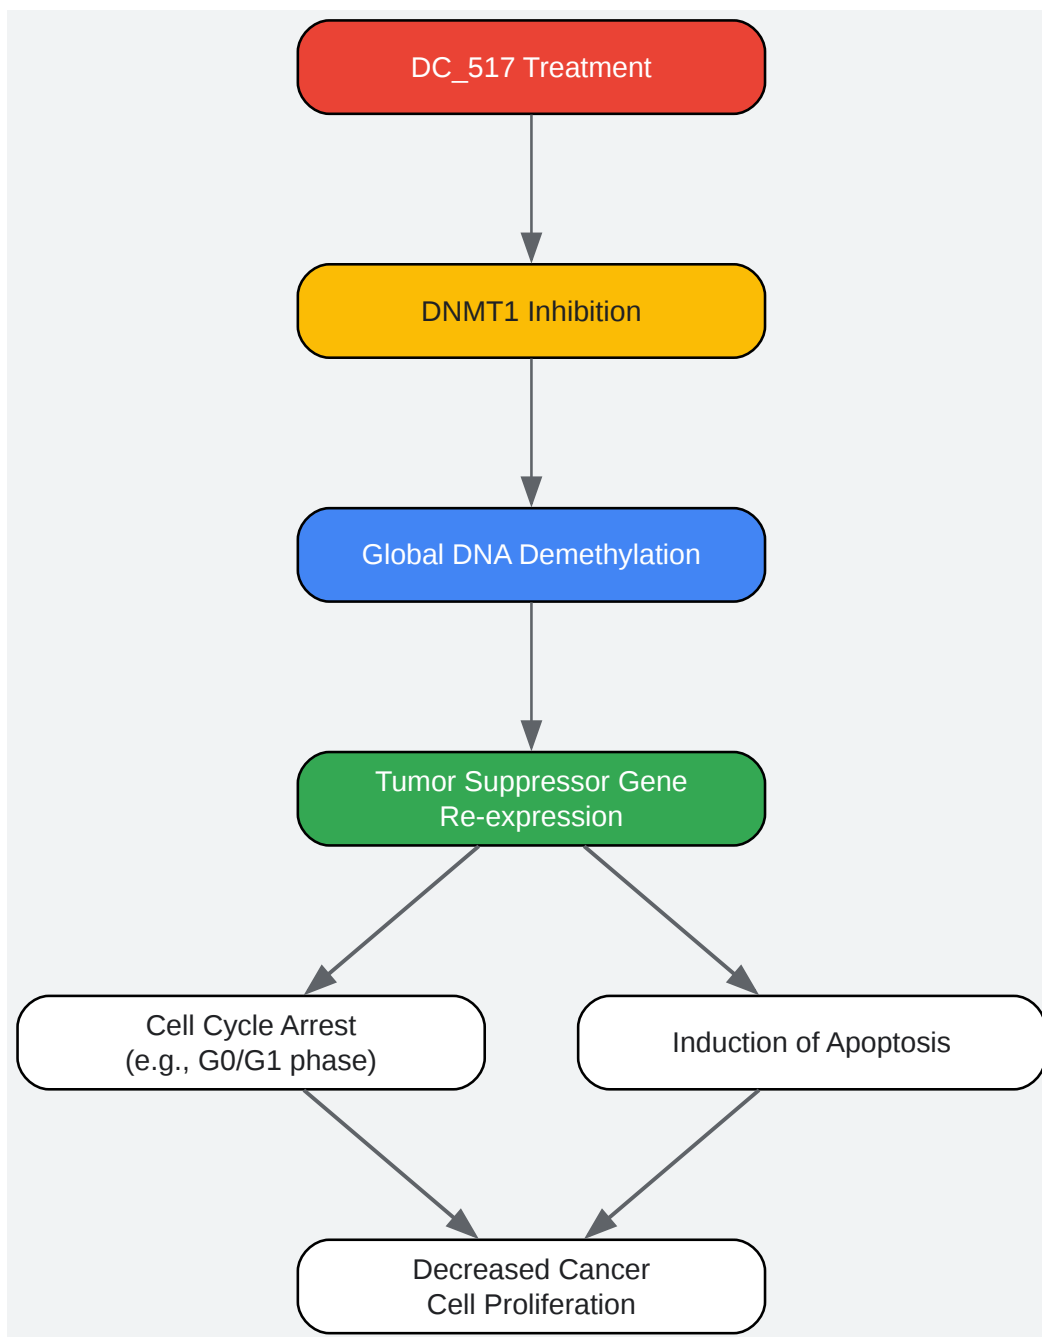 DC_517 Treatment
DNMT1 Inhibition
Global DNA Demethylation
Tumor Suppressor Gene
Re-expression
Cell Cycle Arrest
(e.g., G0/G1 phase)
Induction of Apoptosis
Decreased Cancer
Cell Proliferation